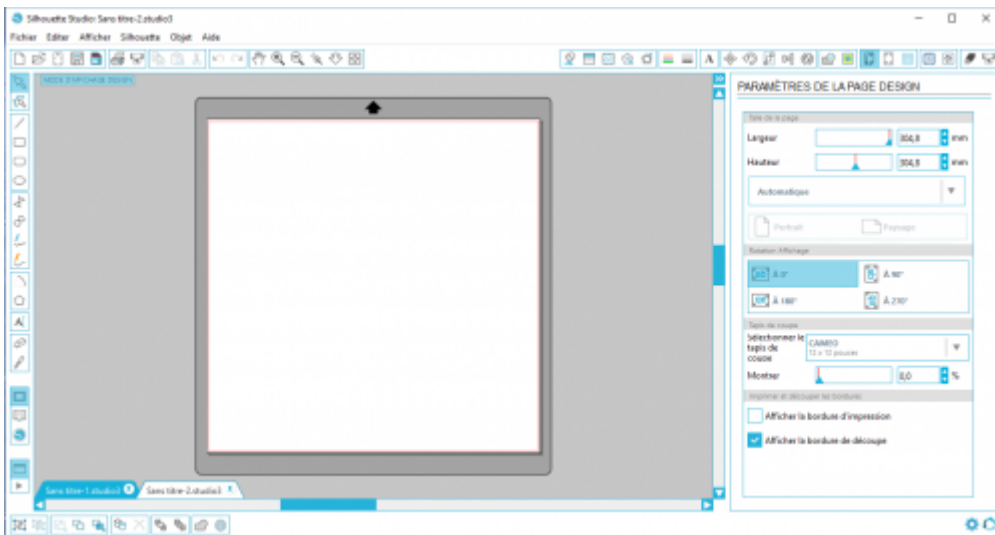 Silhouette Studio: Sans titre-2.studio3
Fichier Editer Afficher Silhouette Objet Aide
MODE D'AFFICHAGE DESIGN
PARAMÈTRES DE LA PAGE DESIGN
Taille de la page
Largeur 304,8 mm
Hauteur 304,8 mm
Automatique
Portrait Paysage
Rotation Affichage
À 0° À 90°
À 180° À 270°
Tapis de coupe
Sélectionner le tapis de coupe
CAMEO
12 x 12 pouces
Montrer 0,0 %
Imprimer et découper les bordures
Afficher la bordure d'impression
Afficher la bordure de découpe
Sans titre-1.studio3 X Sans titre-2.studio3 X